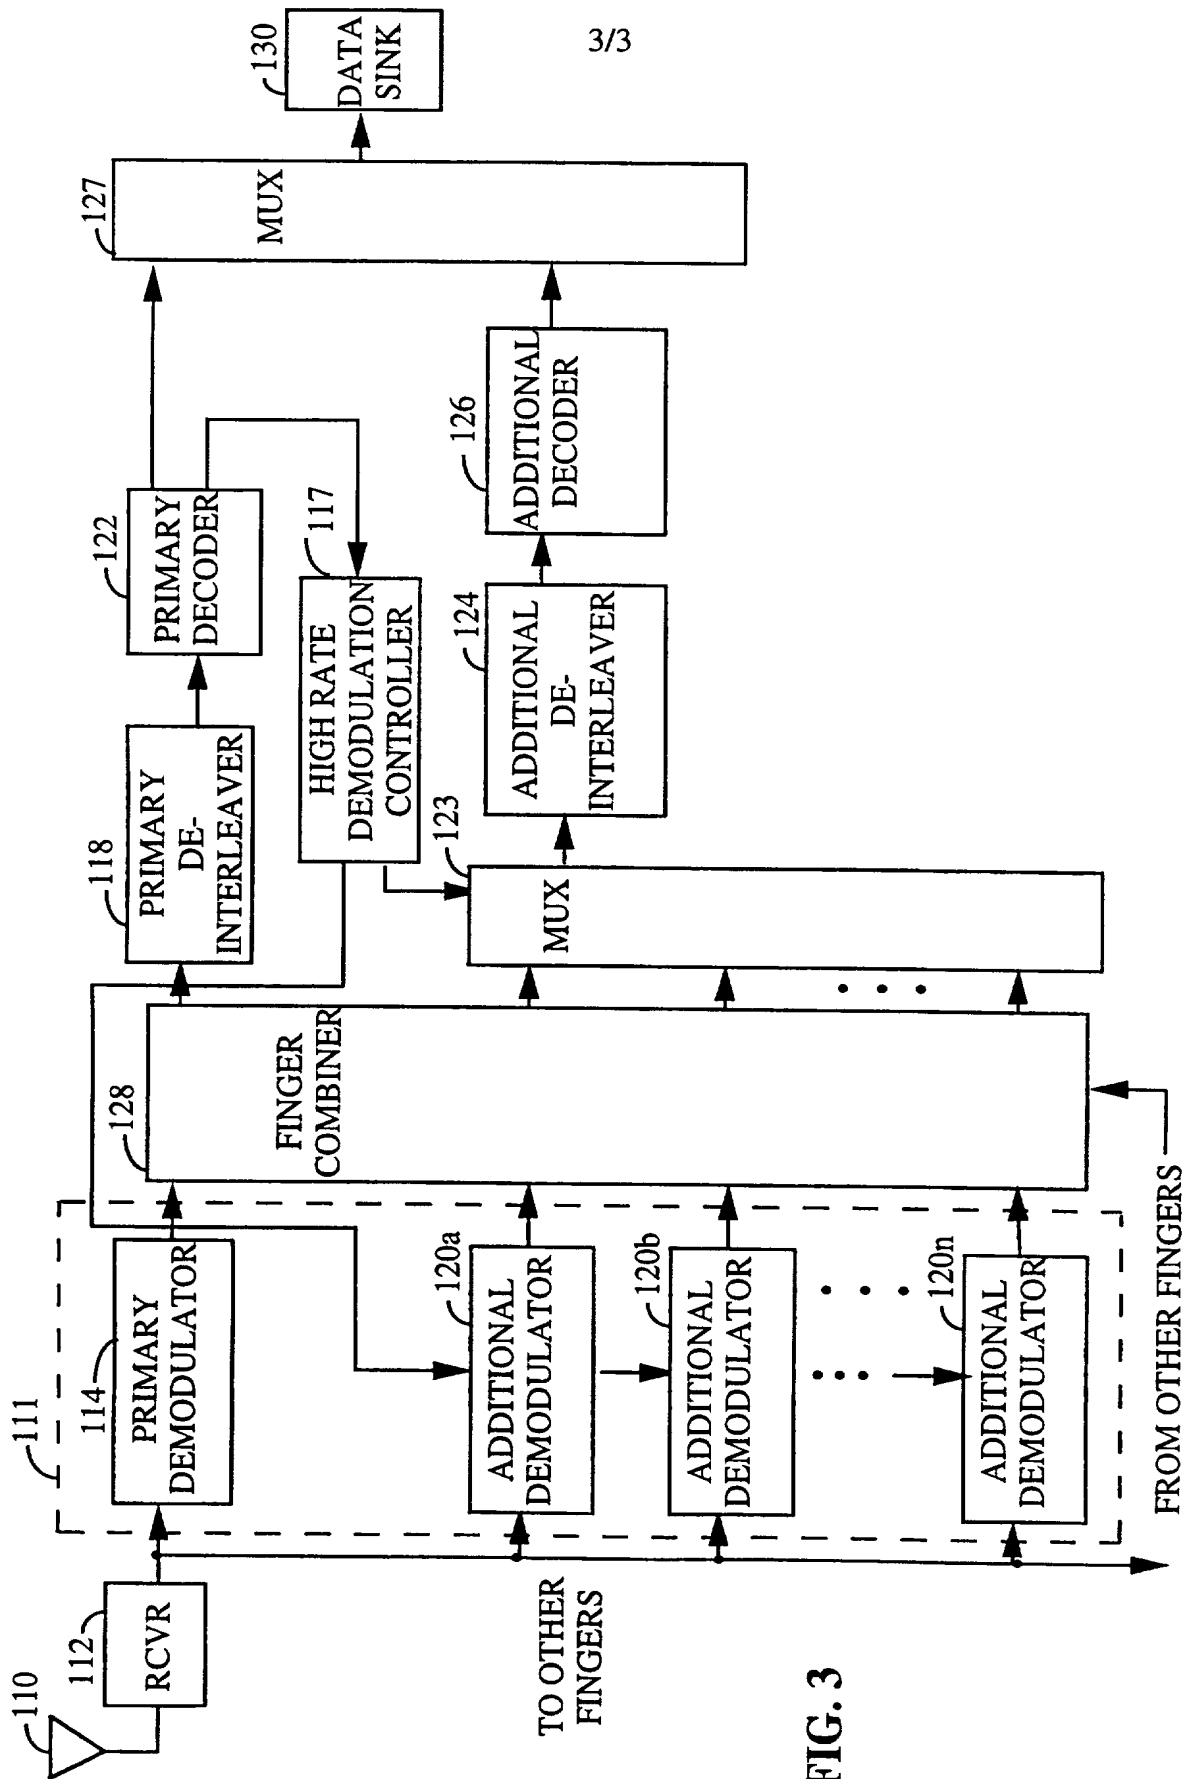 3/3
110
112
RCVR
111
114
PRIMARY
DEMODULATOR
128
FINGER
COMBINER
118
PRIMARY
DE-
INTERLEAVER
122
PRIMARY
DECODER
127
MUX
130
DATA
SINK
117
HIGH RATE
DEMODULATION
CONTROLLER
120a
ADDITIONAL
DEMODULATOR
120b
ADDITIONAL
DEMODULATOR
120n
ADDITIONAL
DEMODULATOR
123
MUX
124
ADDITIONAL
DE-
INTERLEAVER
126
ADDITIONAL
DECODER
TO OTHER
FINGERS
FROM OTHER FINGERS
FIG. 3